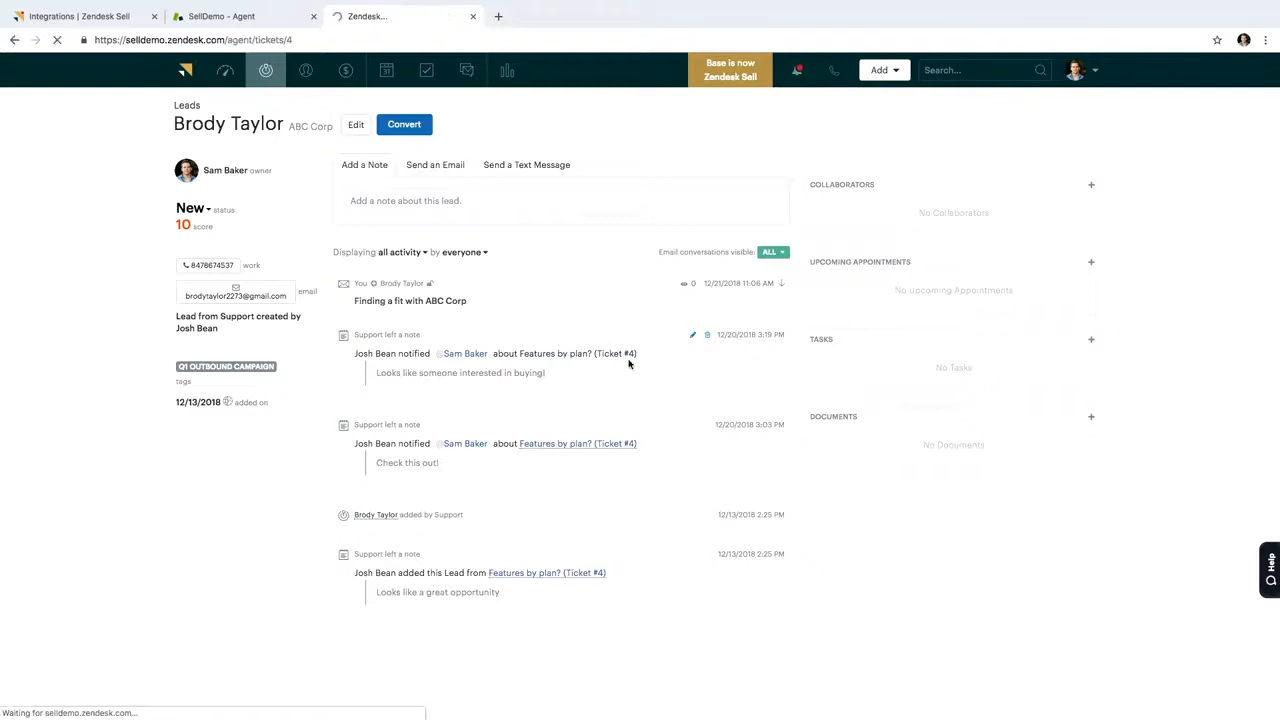 Integrations | Zendesk Sell
SellDemo - Agent
Zendesk...
https://selldemo.zendesk.com/agent/tickets/4
31
Base is now
Zendesk Sell
Add
Search...
Leads
Brody Taylor ABC Corp Edit Convert
Sam Baker owner
New status
10 score
8476674537 work
brodytaylor2273@gmail.com email
Lead from Support created by
Josh Bean
Q1 OUTBOUND CAMPAIGN
tags
12/13/2018 added on
Add a Note Send an Email Send a Text Message
Add a note about this lead.
Displaying all activity by everyone Email conversations visible: ALL
You Brody Taylor 0 12/21/2018 11:06 AM
Finding a fit with ABC Corp
Support left a note 12/20/2018 3:19 PM
Josh Bean notified @Sam Baker about Features by plan? (Ticket #4)
Looks like someone interested in buying!
Support left a note 12/20/2018 3:03 PM
Josh Bean notified @Sam Baker about Features by plan? (Ticket #4)
Check this out!
Brody Taylor added by Support 12/13/2018 2:25 PM
Support left a note 12/13/2018 2:25 PM
Josh Bean added this Lead from Features by plan? (Ticket #4)
Looks like a great opportunity
COLLABORATORS
No Collaborators
UPCOMING APPOINTMENTS
No upcoming Appointments
TASKS
No Tasks
DOCUMENTS
No Documents
Help
Waiting for selldemo.zendesk.com...